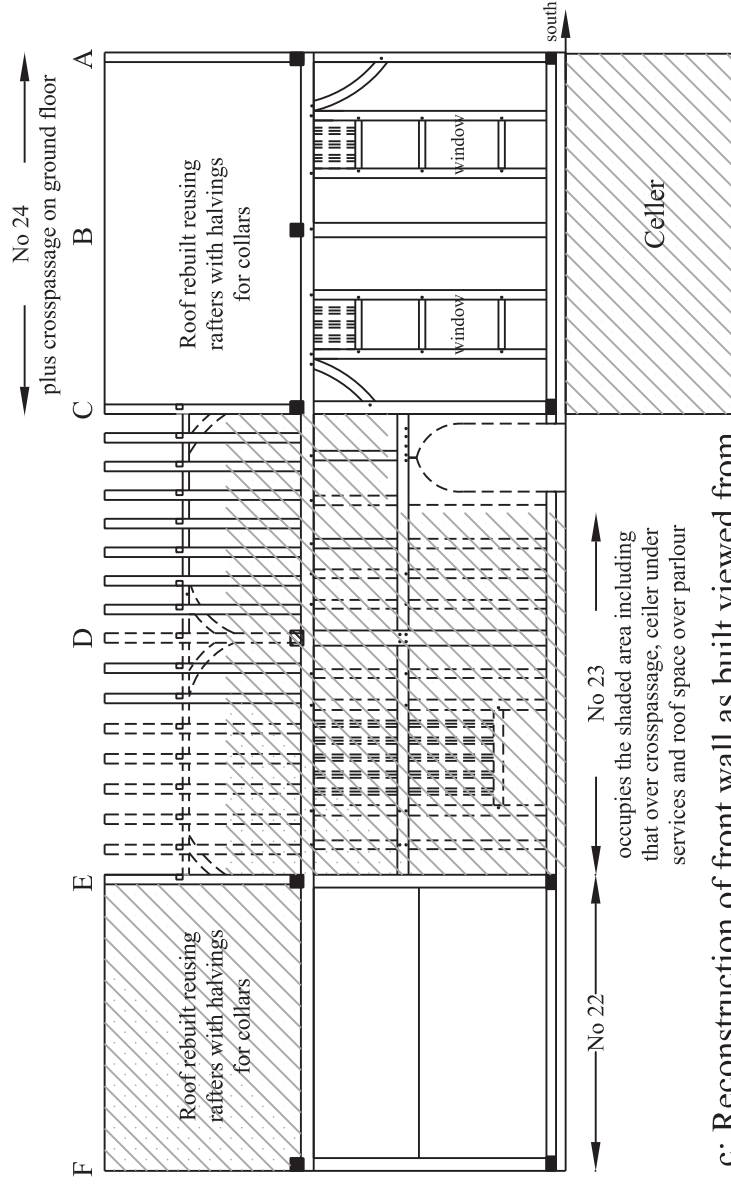 No 24
plus crosspassage on ground floor
F E D C B A
Roof rebuilt reusing
rafters with halvings
for collars
Roof rebuilt reusing
rafters with halvings
for collars
window
window
south
No 22
No 23
occupies the shaded area including
that over crosspassage, ceiler under
services and roof space over parlour
Celler
c: Reconstruction of front wall as built viewed from